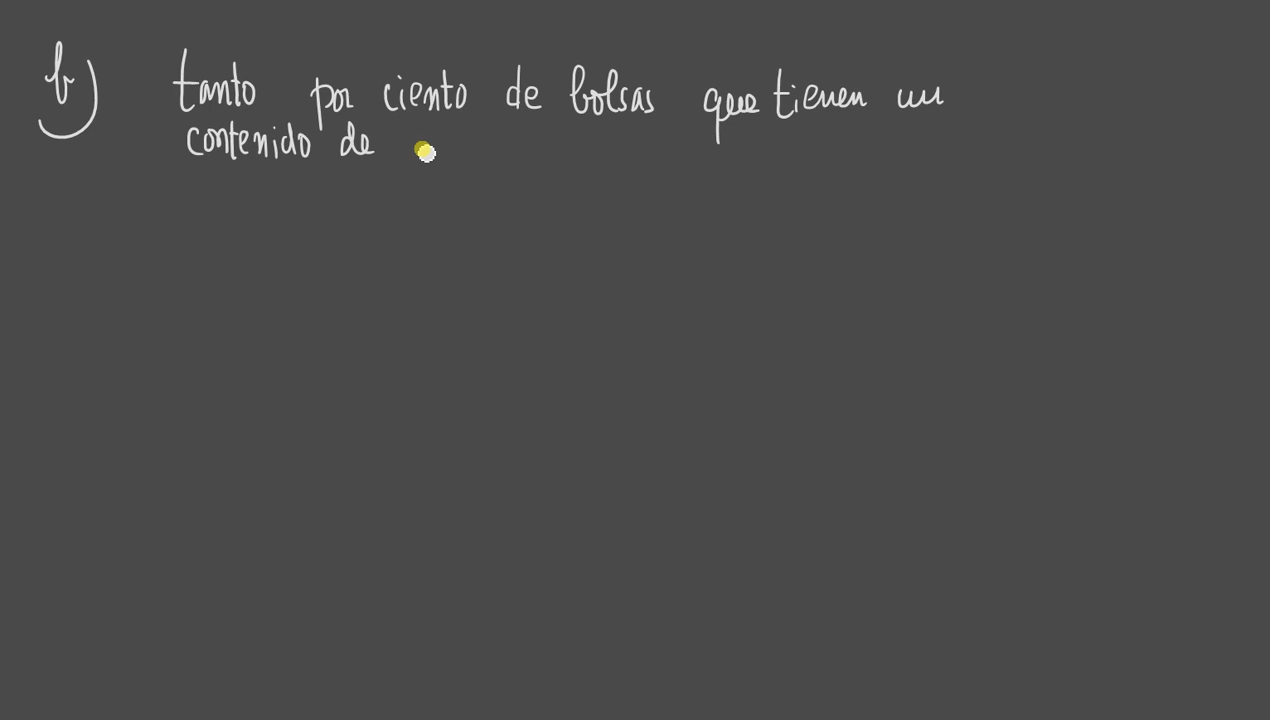 b) tanto por ciento de bolsas que tienen un
contenido de